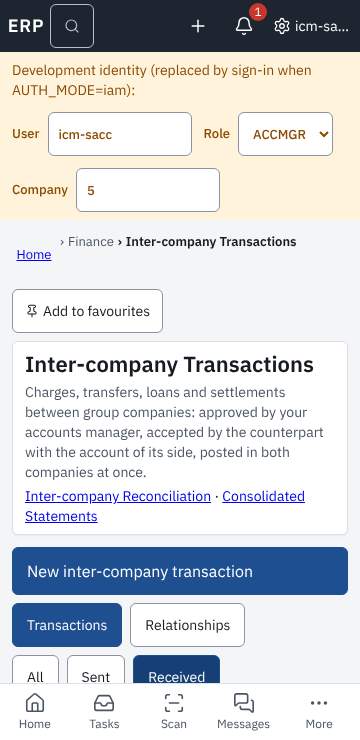 ERP
1
icm-sa...
Development identity (replaced by sign-in when
AUTH_MODE=iam):
User icm-sacc Role ACCMGR
Company 5
Home › Finance › Inter-company Transactions
Add to favourites
Inter-company Transactions
Charges, transfers, loans and settlements
between group companies: approved by your
accounts manager, accepted by the counterpart
with the account of its side, posted in both
companies at once.
Inter-company Reconciliation · Consolidated
Statements
New inter-company transaction
Transactions Relationships
All Sent Received
Home Tasks Scan Messages More